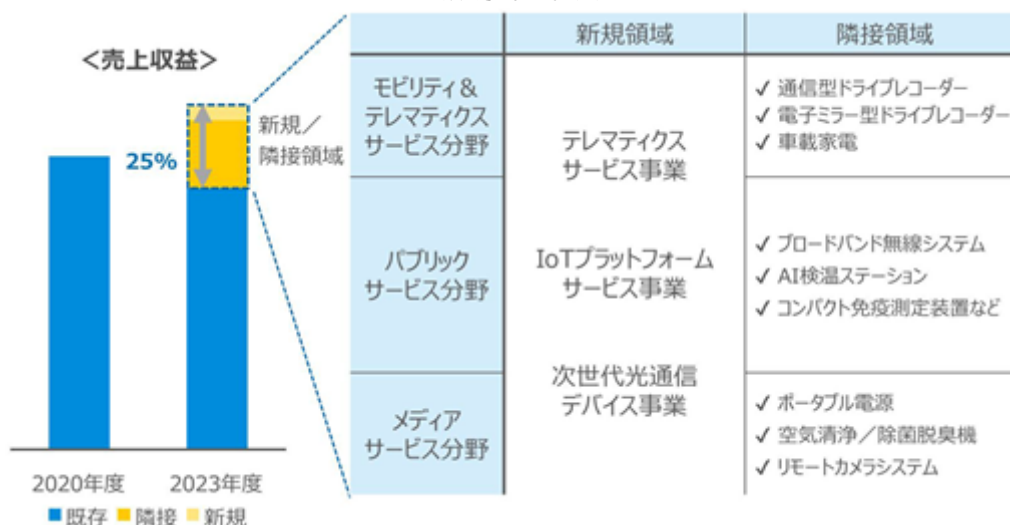 <売上収益>
25%
新規／
隣接領域
2020年度
2023年度
既存 隣接 新規
新規領域
隣接領域
モビリティ＆
テレマティクス
サービス分野
テレマティクス
サービス事業
✓ 通信型ドライブレコーダー
✓ 電子ミラー型ドライブレコーダー
✓ 車載家電
パブリック
サービス分野
IoTプラットフォーム
サービス事業
✓ ブロードバンド無線システム
✓ AI検温ステーション
✓ コンパクト免疫測定装置など
メディア
サービス分野
次世代光通信
デバイス事業
✓ ポータブル電源
✓ 空気清浄／除菌脱臭機
✓ リモートカメラシステム